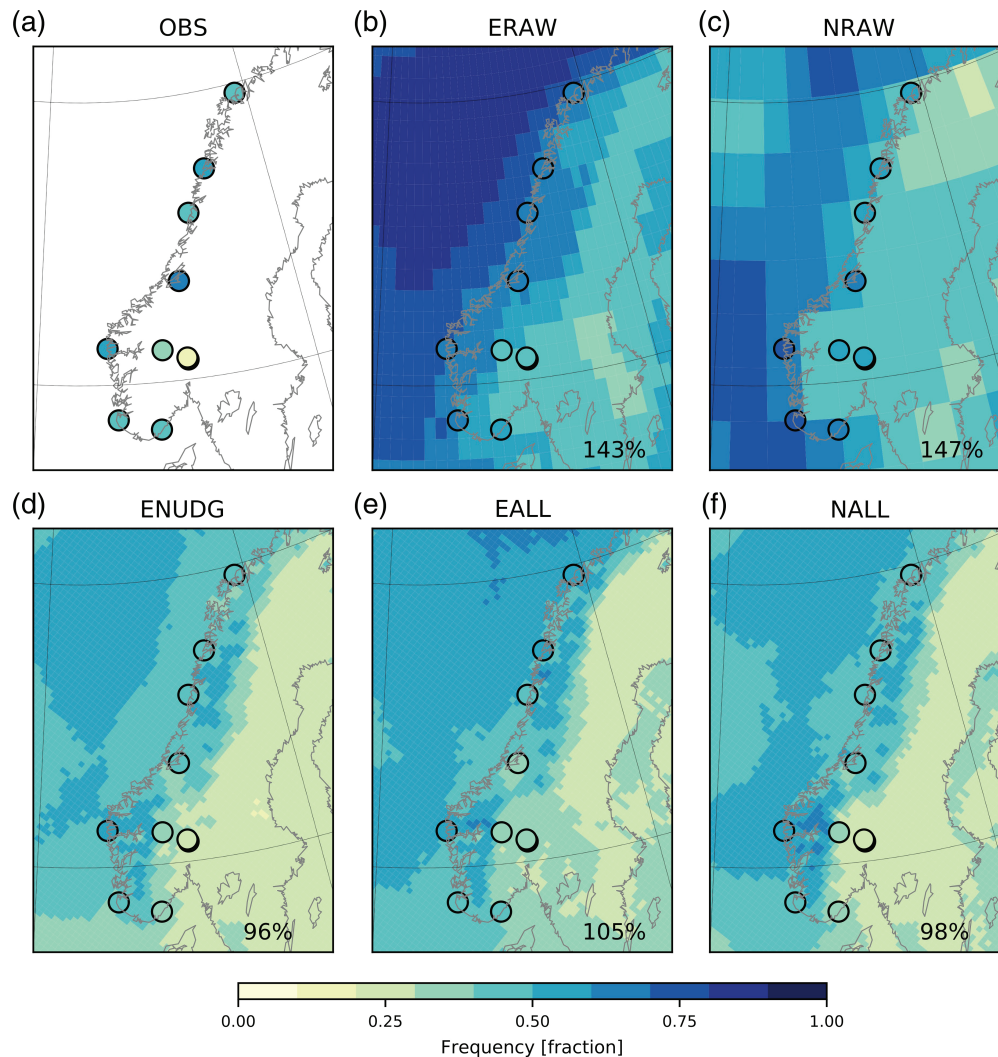 (a) OBS
(b) ERAW
(c) NRAW
143%
147%
(d) ENUDG
(e) EALL
(f) NALL
96%
105%
98%
0.00 0.25 0.50 0.75 1.00
Frequency [fraction]